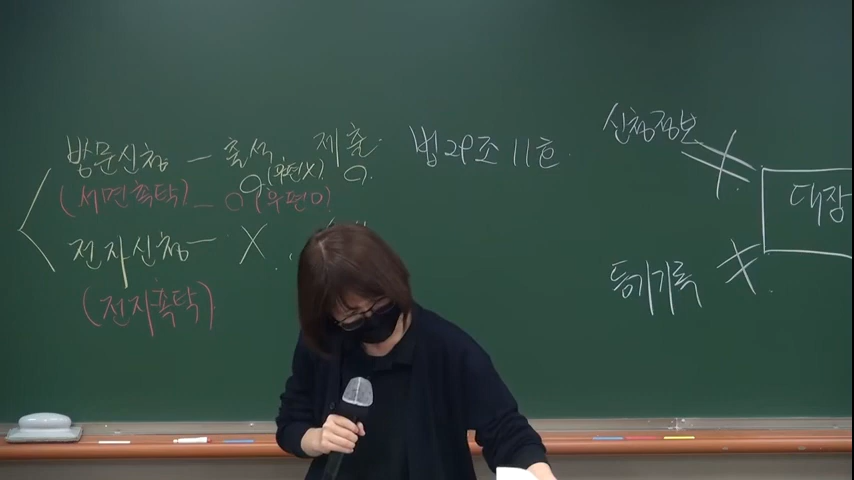 방문신청 - 출석 제출
(우편X)
(서면촉탁) - O (우편O)
전자신청 - X
(전자촉탁)
법 29조 11호
신청정보
대장
등기기록